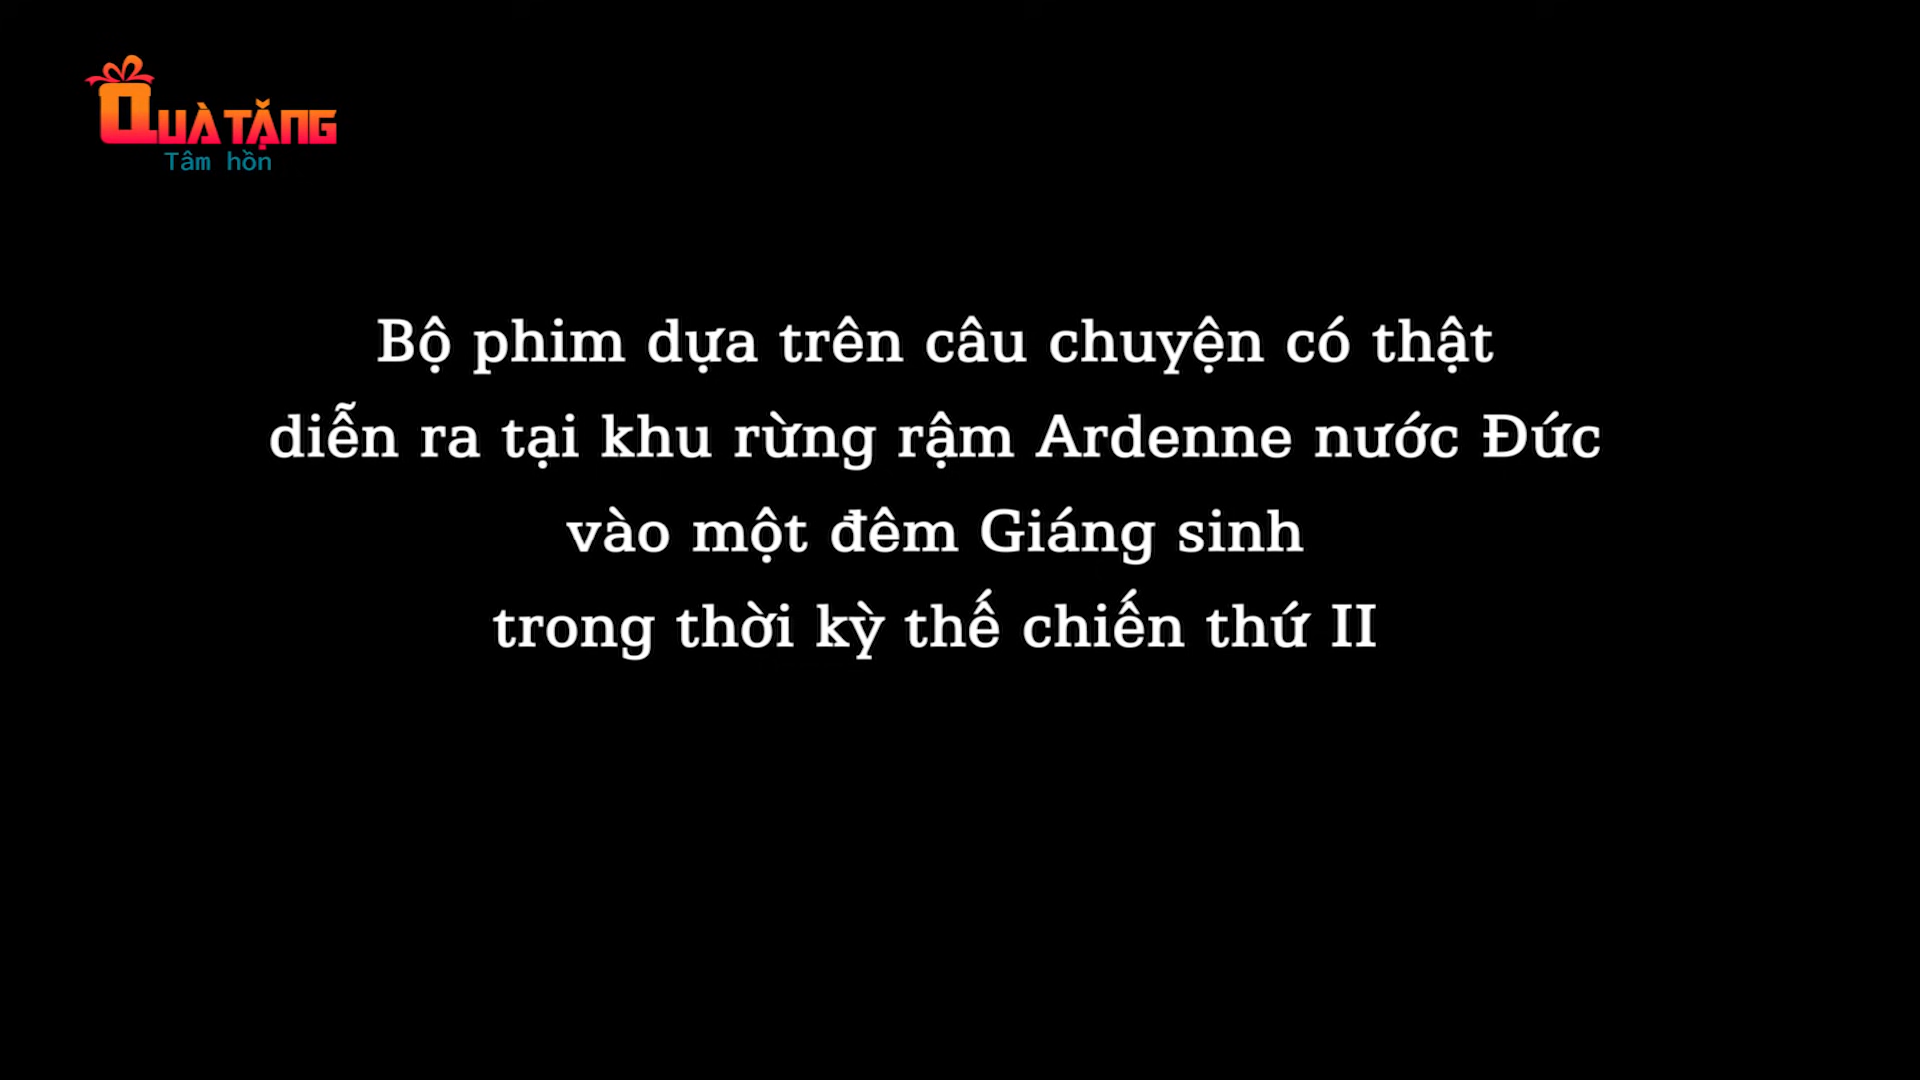 QUÀ TẶNG
Tâm hồn
Bộ phim dựa trên câu chuyện có thật
diễn ra tại khu rừng rậm Ardenne nước Đức
vào một đêm Giáng sinh
trong thời kỳ thế chiến thứ II